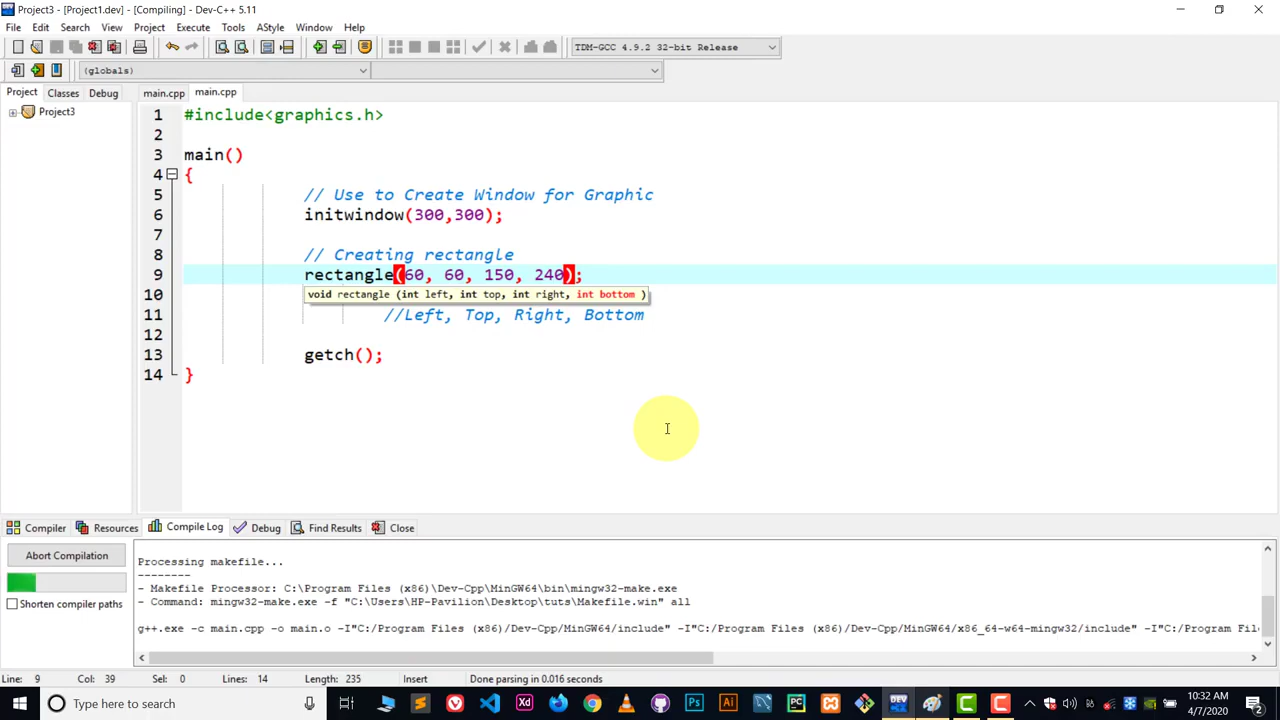 Project3 - [Project1.dev] - [Compiling] - Dev-C++ 5.11
File Edit Search View Project Execute Tools AStyle Window Help
TDM-GCC 4.9.2 32-bit Release
(globals)
Project Classes Debug main.cpp main.cpp
Project3
1 #include<graphics.h>
2
3 main()
4 {
5 // Use to Create Window for Graphic
6 initwindow(300,300);
7
8 // Creating rectangle
9 rectangle(60, 60, 150, 240);
10 void rectangle (int left, int top, int right, int bottom )
11 //Left, Top, Right, Bottom
12
13 getch();
14 }
Compiler Resources Compile Log Debug Find Results Close
Abort Compilation
Shorten compiler paths
Processing makefile...
--------
- Makefile Processor: C:\Program Files (x86)\Dev-Cpp\MinGW64\bin\mingw32-make.exe
- Command: mingw32-make.exe -f "C:\Users\HP-Pavilion\Desktop\tuts\Makefile.win" all
g++.exe -c main.cpp -o main.o -I"C:/Program Files (x86)/Dev-Cpp/MinGW64/include" -I"C:/Program Files (x86)/Dev-Cpp/MinGW64/x86_64-w64-mingw32/include" -I"C:/Program Fil
Line: 9 Col: 39 Sel: 0 Lines: 14 Length: 235 Insert Done parsing in 0.016 seconds
Type here to search
10:32 AM
4/7/2020